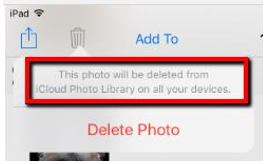 iPad
Add To
This photo will be deleted from
iCloud Photo Library on all your devices.
Delete Photo